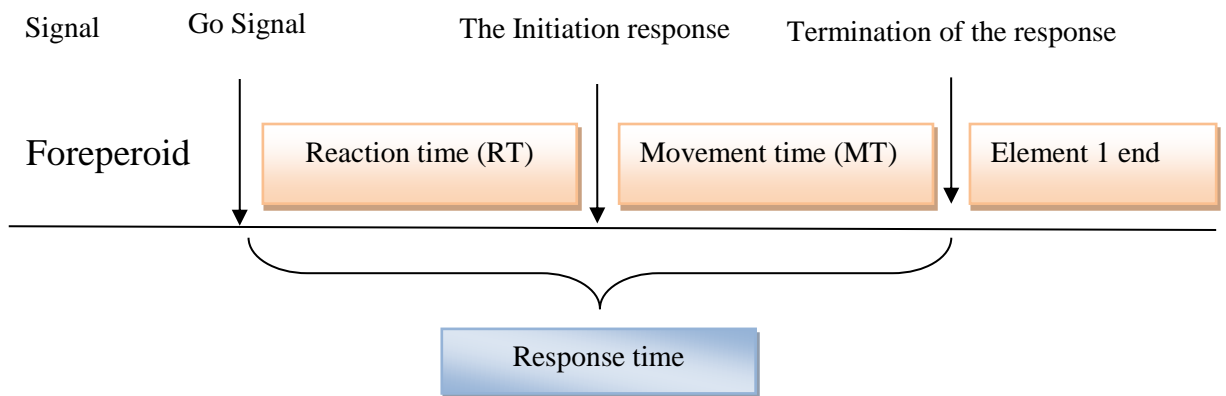 Signal
Go Signal
The Initiation response
Termination of the response
Foreperoid
Reaction time (RT)
Movement time (MT)
Element 1 end
Response time